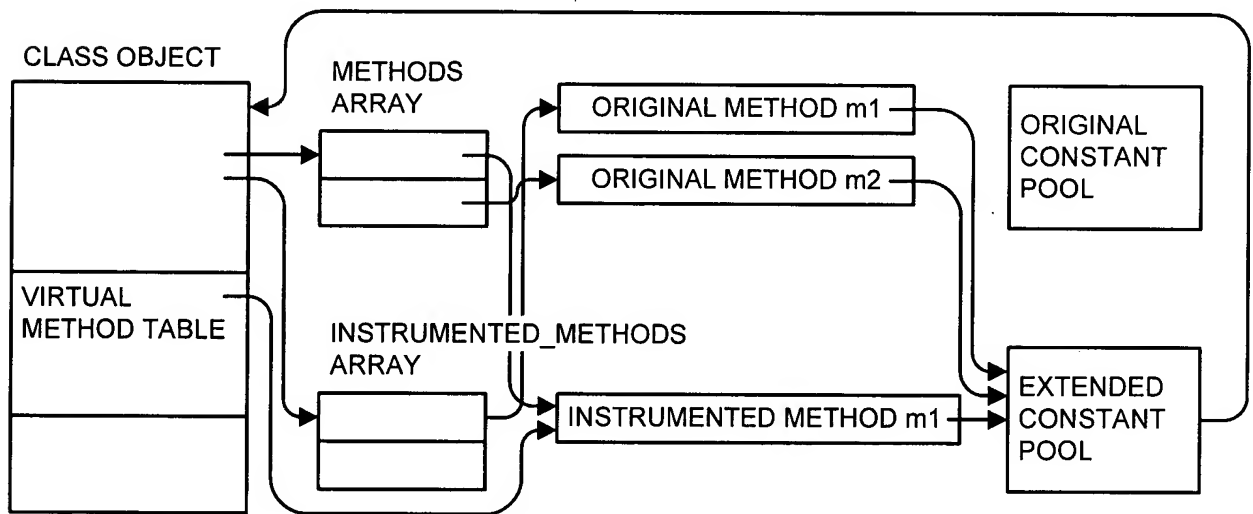 CLASS OBJECT
METHODS
ARRAY
ORIGINAL METHOD m1
ORIGINAL METHOD m2
ORIGINAL
CONSTANT
POOL
VIRTUAL
METHOD TABLE
INSTRUMENTED_METHODS
ARRAY
INSTRUMENTED METHOD m1
EXTENDED
CONSTANT
POOL